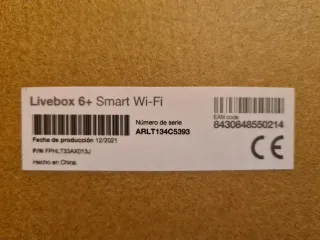 Livebox 6+ Smart Wi-Fi
Número de serie
ARLT134C5393
Fecha de producción 12/2021
P/N FPHLT33AX013J
Hecho en China.
EAN code
8430848550214
CE